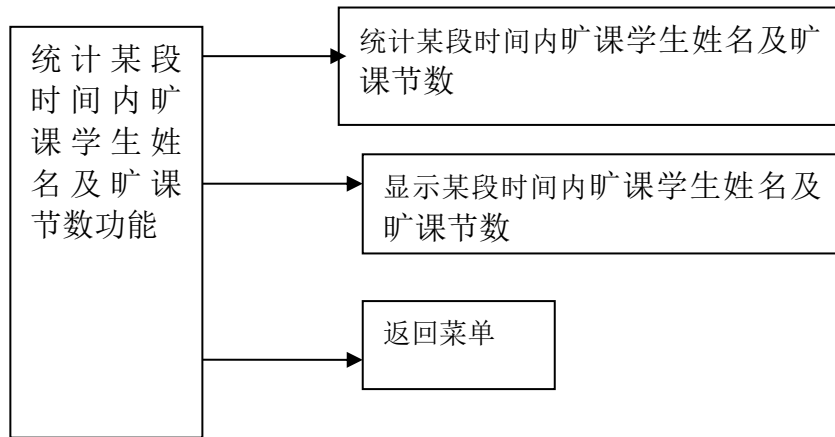 统计某段
时间内旷
课学生姓
名及旷课
节数功能
统计某段时间内旷课学生姓名及旷
课节数
显示某段时间内旷课学生姓名及
旷课节数
返回菜单